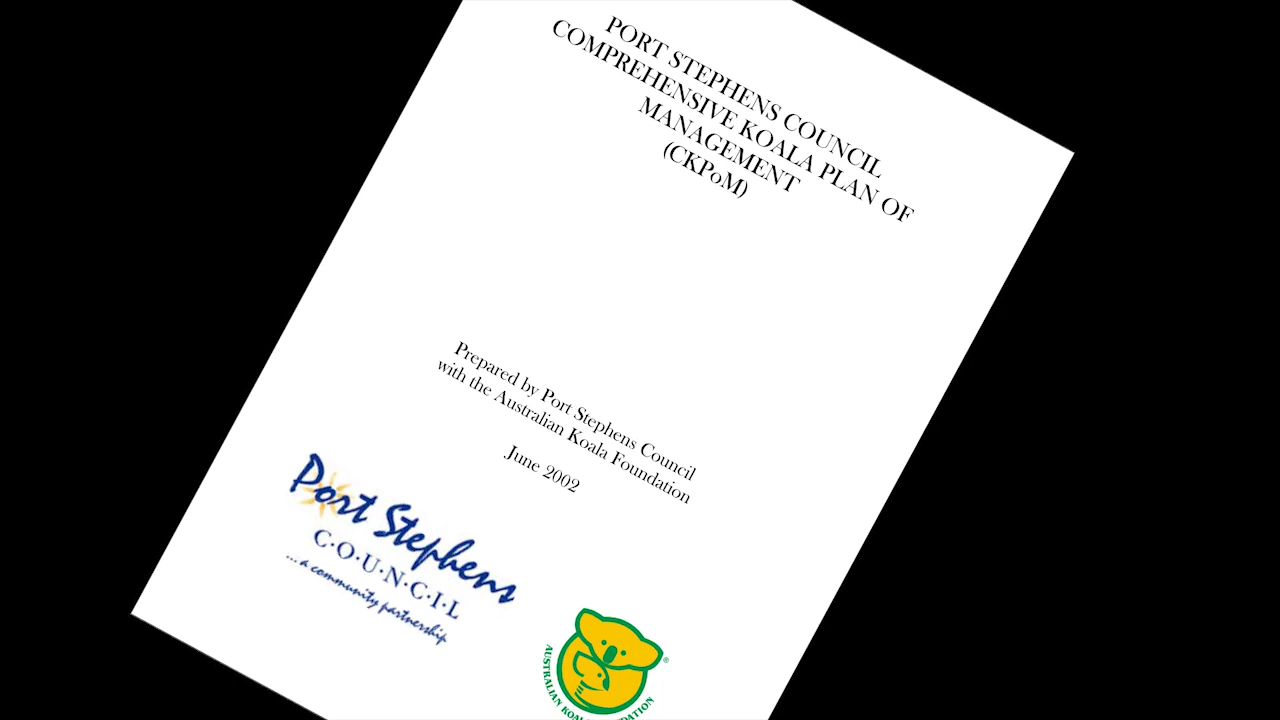 PORT STEPHENS COUNCIL
COMPREHENSIVE KOALA PLAN OF
MANAGEMENT
(CKPoM)
Prepared by Port Stephens Council
with the Australian Koala Foundation
June 2002
Port Stephens
C·O·U·N·C·I·L
...a community partnership
AUSTRALIAN